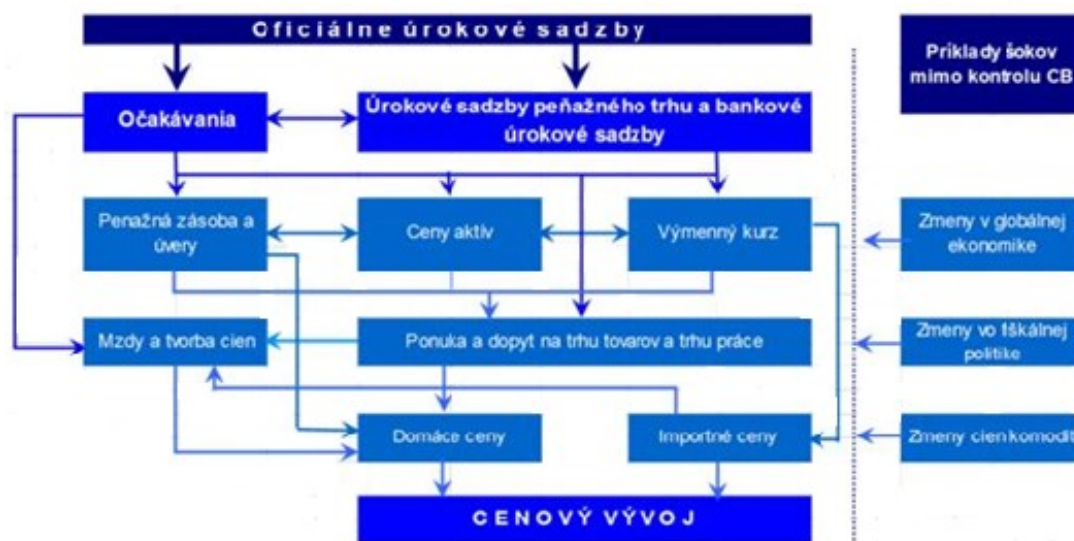 Oficiálne úrokové sadzby
Príklady šokov
mimo kontrolu CB
Očakávania
Úrokové sadzby peňažného trhu a bankové
úrokové sadzby
Penažná zásoba a
úvery
Ceny aktív
Výmenný kurz
Zmeny v globálnej
ekonomike
Mzdy a tvorba cien
Ponuka a dopyt na trhu tovarov a trhu práce
Zmeny vo fiškálnej
politike
Domáce ceny
Importné ceny
Zmeny cien komodít
CENOVÝ VÝVOJ